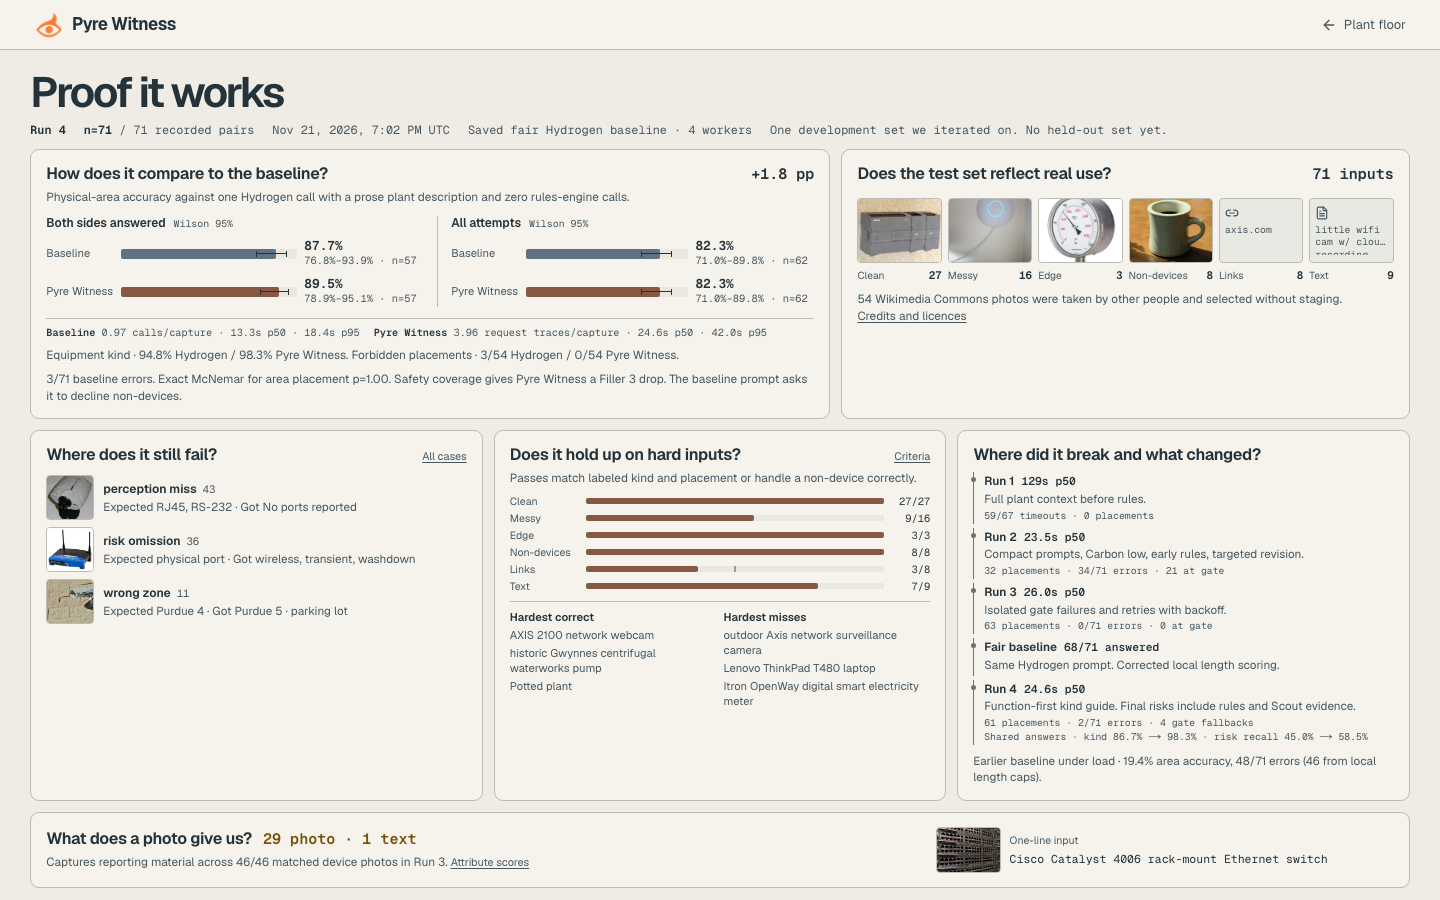 Pyre Witness
Plant floor
Proof it works
Run 4 n=71 / 71 recorded pairs Nov 21, 2026, 7:02 PM UTC Saved fair Hydrogen baseline · 4 workers One development set we iterated on. No held-out set yet.
How does it compare to the baseline? +1.8 pp
Physical-area accuracy against one Hydrogen call with a prose plant description and zero rules-engine calls.
Both sides answered Wilson 95%
Baseline 87.7%
76.8%–93.9% · n=57
Pyre Witness 89.5%
78.9%–95.1% · n=57
All attempts Wilson 95%
Baseline 82.3%
71.0%–89.8% · n=62
Pyre Witness 82.3%
71.0%–89.8% · n=62
Baseline 0.97 calls/capture · 13.3s p50 · 18.4s p95 Pyre Witness 3.96 request traces/capture · 24.6s p50 · 42.0s p95
Equipment kind · 94.8% Hydrogen / 98.3% Pyre Witness. Forbidden placements · 3/54 Hydrogen / 0/54 Pyre Witness.
3/71 baseline errors. Exact McNemar for area placement p=1.00. Safety coverage gives Pyre Witness a Filler 3 drop. The baseline prompt asks
it to decline non-devices.
Does the test set reflect real use? 71 inputs
axis.com
little wifi
cam w/ clou…
recording
Clean 27 Messy 16 Edge 3 Non-devices 8 Links 8 Text 9
54 Wikimedia Commons photos were taken by other people and selected without staging.
Credits and licences
Where does it still fail? All cases
perception miss 43
Expected RJ45, RS-232 · Got No ports reported
risk omission 36
Expected physical port · Got wireless, transient, washdown
wrong zone 11
Expected Purdue 4 · Got Purdue 5 · parking lot
Does it hold up on hard inputs? Criteria
Passes match labeled kind and placement or handle a non-device correctly.
Clean 27/27
Messy 9/16
Edge 3/3
Non-devices 8/8
Links 3/8
Text 7/9
Hardest correct
AXIS 2100 network webcam
historic Gwynnes centrifugal
waterworks pump
Potted plant
Hardest misses
outdoor Axis network surveillance
camera
Lenovo ThinkPad T480 laptop
Itron OpenWay digital smart electricity
meter
Where did it break and what changed?
Run 1 129s p50
Full plant context before rules.
59/67 timeouts · 0 placements
Run 2 23.5s p50
Compact prompts, Carbon low, early rules, targeted revision.
32 placements · 34/71 errors · 21 at gate
Run 3 26.0s p50
Isolated gate failures and retries with backoff.
63 placements · 0/71 errors · 0 at gate
Fair baseline 68/71 answered
Same Hydrogen prompt. Corrected local length scoring.
Run 4 24.6s p50
Function-first kind guide. Final risks include rules and Scout evidence.
61 placements · 2/71 errors · 4 gate fallbacks
Shared answers · kind 86.7% ⟶ 98.3% · risk recall 45.0% ⟶ 58.5%
Earlier baseline under load · 19.4% area accuracy, 48/71 errors (46 from local
length caps).
What does a photo give us? 29 photo · 1 text
Captures reporting material across 46/46 matched device photos in Run 3. Attribute scores
One-line input
Cisco Catalyst 4006 rack-mount Ethernet switch